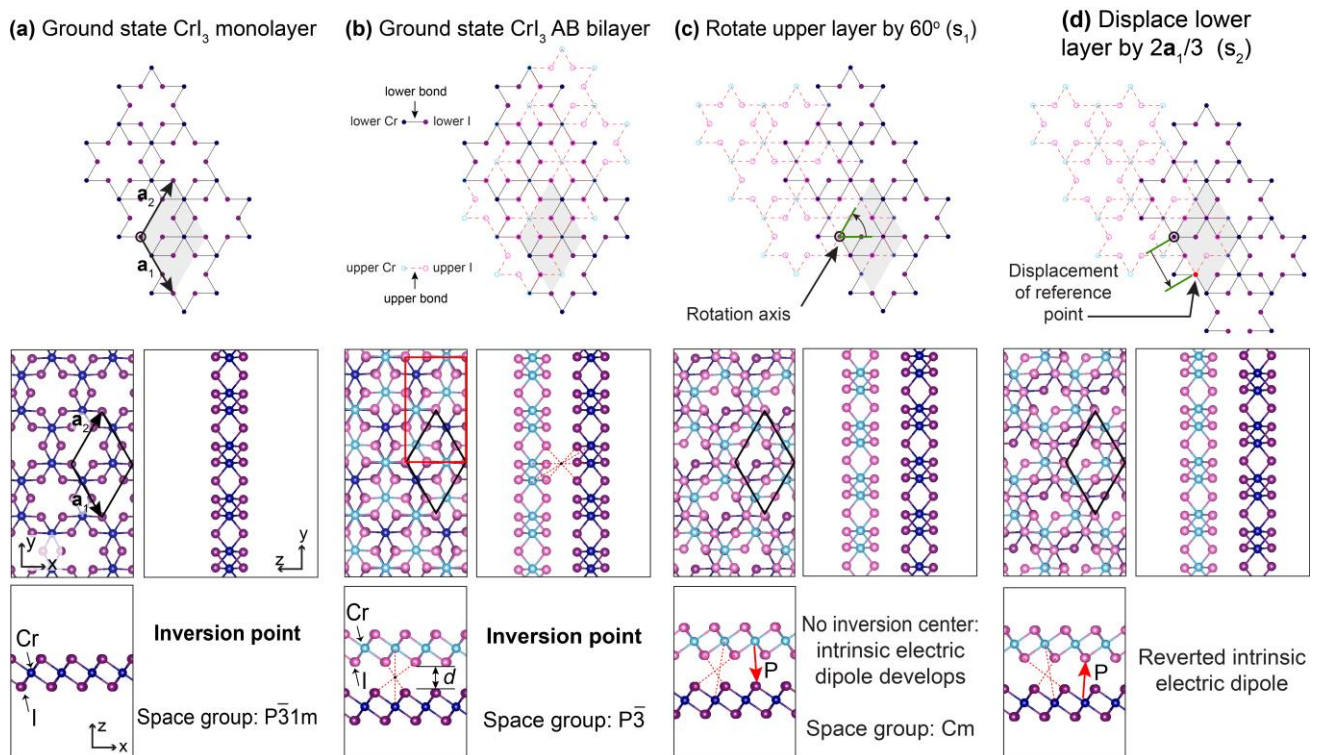 (a) Ground state CrI₃ monolayer
a₂
a₁
(b) Ground state CrI₃ AB bilayer
lower bond
lower Cr lower I
upper Cr upper I
upper bond
(c) Rotate upper layer by 60° (s₁)
Rotation axis
(d) Displace lower
layer by 2a₁/3 (s₂)
Displacement
of reference
point
a₂
a₁
y
x
y
z
Cr
I
z
x
Inversion point
Space group: P3̅1m
Cr
I
d
Inversion point
Space group: P3̅
P
No inversion center:
intrinsic electric
dipole develops
Space group: Cm
P
Reverted intrinsic
electric dipole